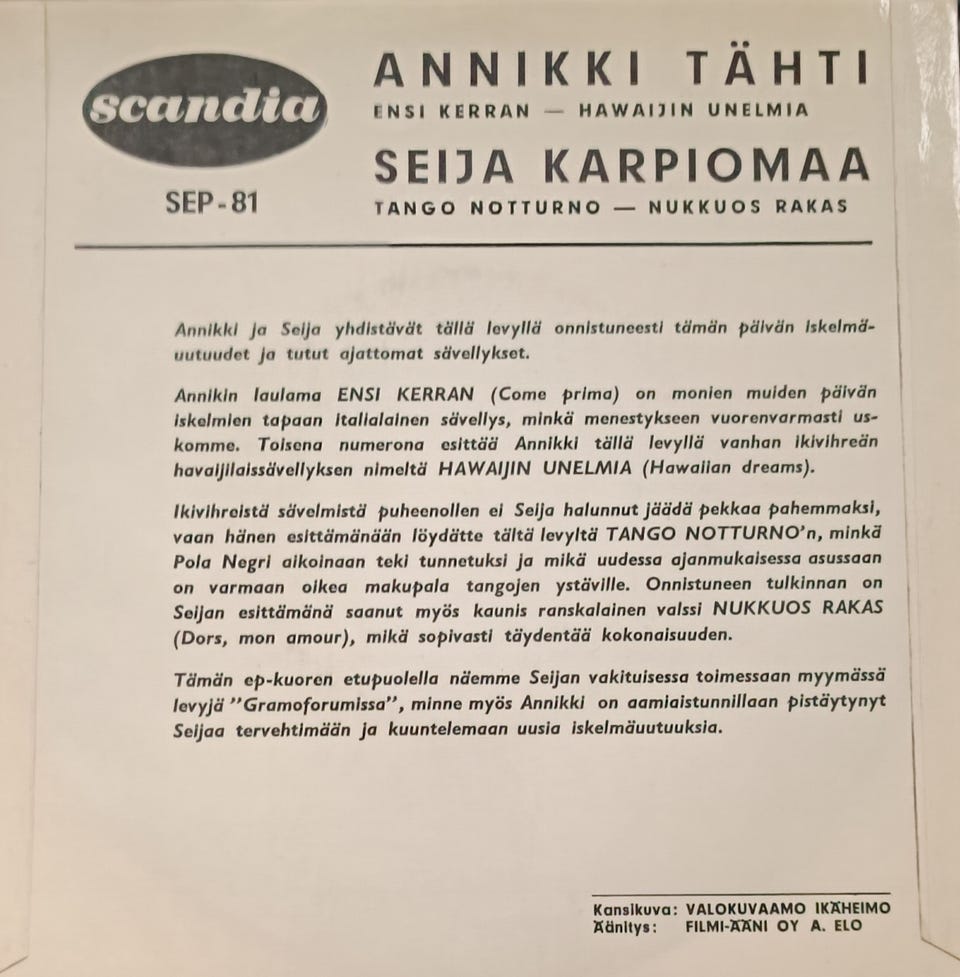 scandia
SEP-81
ANNIKKI TÄHTI
ENSI KERRAN — HAWAIJIN UNELMIA
SEIJA KARPIOMAA
TANGO NOTTURNO — NUKKUOS RAKAS
Annikki ja Seija yhdistävät tällä levyllä onnistuneesti tämän päivän iskelmä-
uutuudet ja tutut ajattomat sävellykset.
Annikin laulama ENSI KERRAN (Come prima) on monien muiden päivän
iskelmien tapaan italialainen sävellys, minkä menestykseen vuorenvarmasti us-
komme. Toisena numerona esittää Annikki tällä levyllä vanhan ikivihreän
havaijilaissävellyksen nimeltä HAWAIJIN UNELMIA (Hawaiian dreams).
Ikivihreistä sävelmistä puheenollen ei Seija halunnut jäädä pekkaa pahemmaksi,
vaan hänen esittämänään löydätte tältä levyltä TANGO NOTTURNO'n, minkä
Pola Negri aikoinaan teki tunnetuksi ja mikä uudessa ajanmukaisessa asussaan
on varmaan oikea makupala tangojen ystäville. Onnistuneen tulkinnan on
Seijan esittämänä saanut myös kaunis ranskalainen valssi NUKKUOS RAKAS
(Dors, mon amour), mikä sopivasti täydentää kokonaisuuden.
Tämän ep-kuoren etupuolella näemme Seijan vakituisessa toimessaan myymässä
levyjä "Gramoforumissa", minne myös Annikki on aamiaistunnillaan pistäytynyt
Seijaa tervehtimään ja kuuntelemaan uusia iskelmäuutuuksia.
Kansikuva: VALOKUVAAMO IKÄHEIMO
Äänitys: FILMI-ÄÄNI OY A. ELO